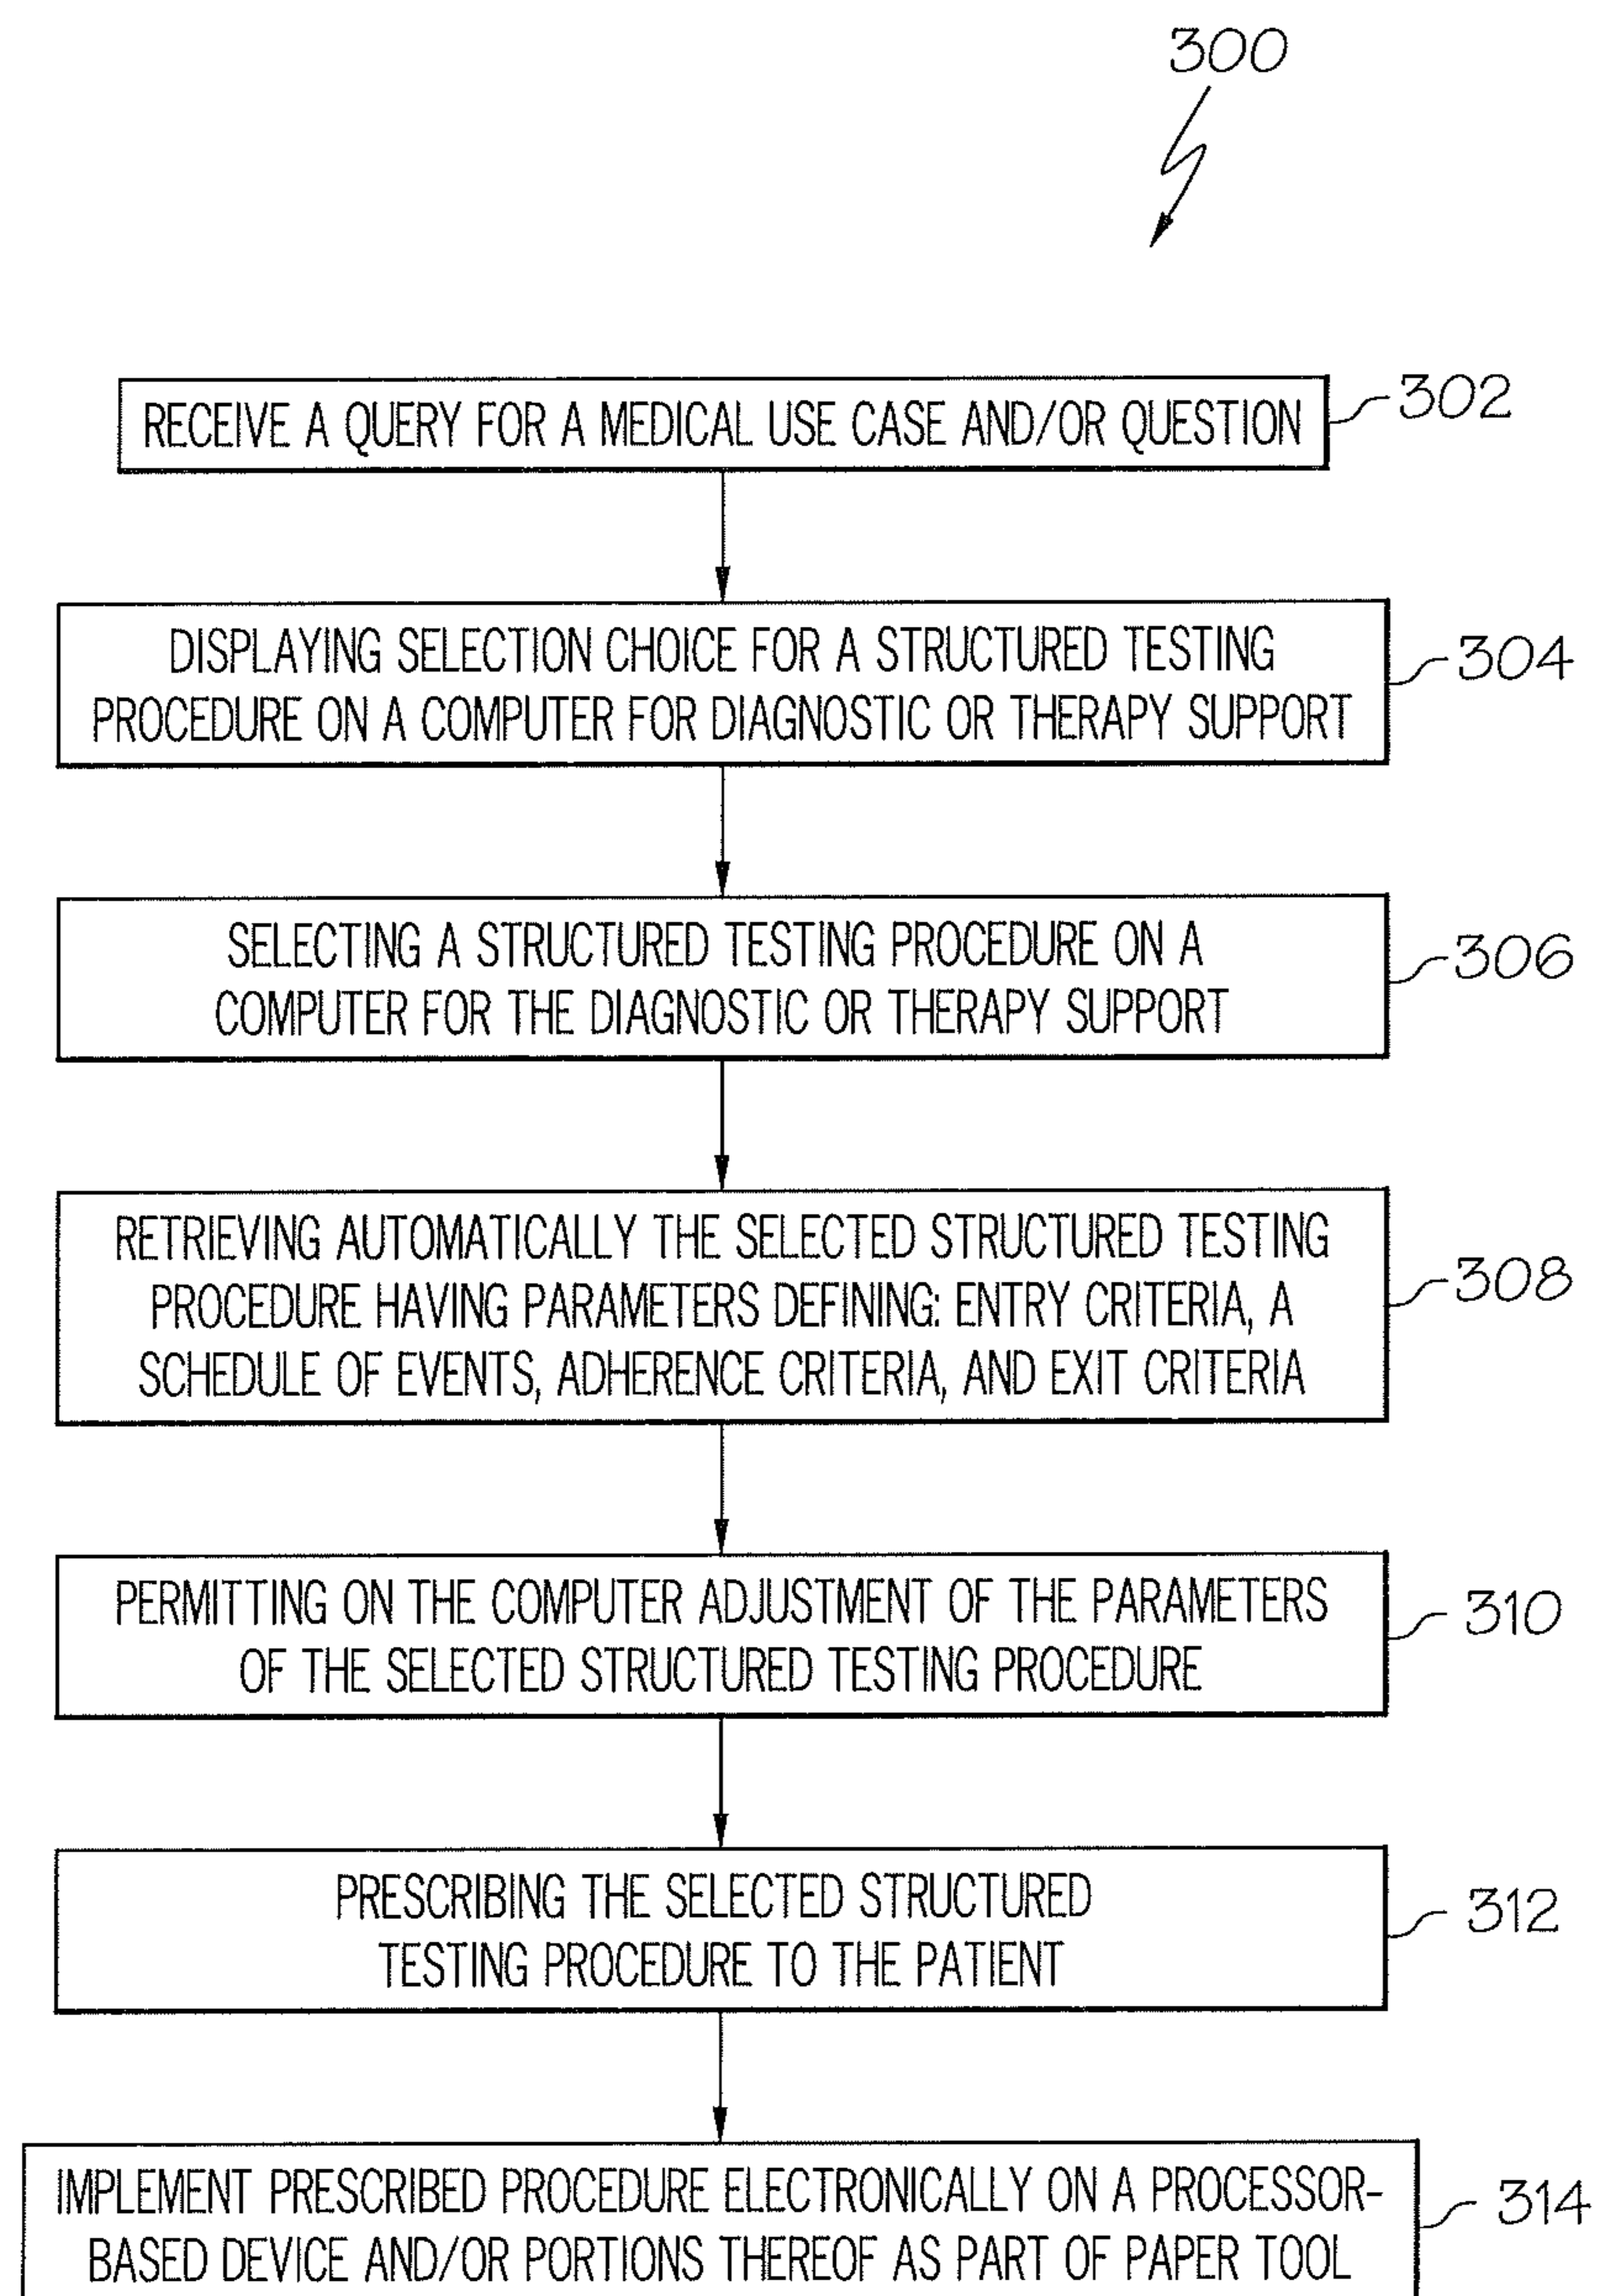 300
RECEIVE A QUERY FOR A MEDICAL USE CASE AND/OR QUESTION
302
DISPLAYING SELECTION CHOICE FOR A STRUCTURED TESTING
PROCEDURE ON A COMPUTER FOR DIAGNOSTIC OR THERAPY SUPPORT
304
SELECTING A STRUCTURED TESTING PROCEDURE ON A
COMPUTER FOR THE DIAGNOSTIC OR THERAPY SUPPORT
306
RETRIEVING AUTOMATICALLY THE SELECTED STRUCTURED TESTING
PROCEDURE HAVING PARAMETERS DEFINING: ENTRY CRITERIA, A
SCHEDULE OF EVENTS, ADHERENCE CRITERIA, AND EXIT CRITERIA
308
PERMITTING ON THE COMPUTER ADJUSTMENT OF THE PARAMETERS
OF THE SELECTED STRUCTURED TESTING PROCEDURE
310
PRESCRIBING THE SELECTED STRUCTURED
TESTING PROCEDURE TO THE PATIENT
312
IMPLEMENT PRESCRIBED PROCEDURE ELECTRONICALLY ON A PROCESSOR-
BASED DEVICE AND/OR PORTIONS THEREOF AS PART OF PAPER TOOL
314